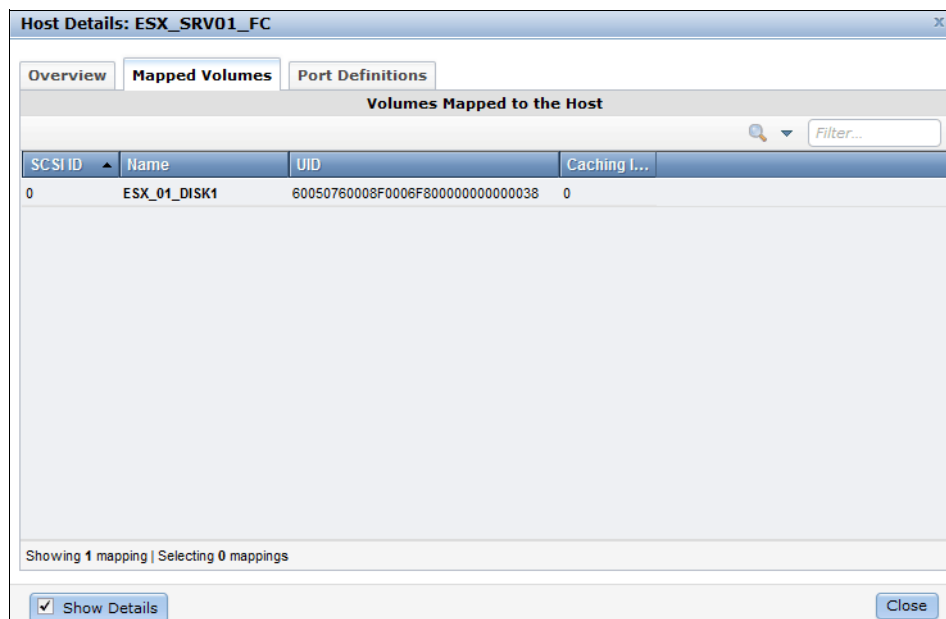 Host Details: ESX_SRV01_FC x
Overview Mapped Volumes Port Definitions
Volumes Mapped to the Host
Filter...
SCSI ID Name UID Caching I...
0 ESX_01_DISK1 60050760008F0006F800000000000038 0
Showing 1 mapping | Selecting 0 mappings
Show Details Close